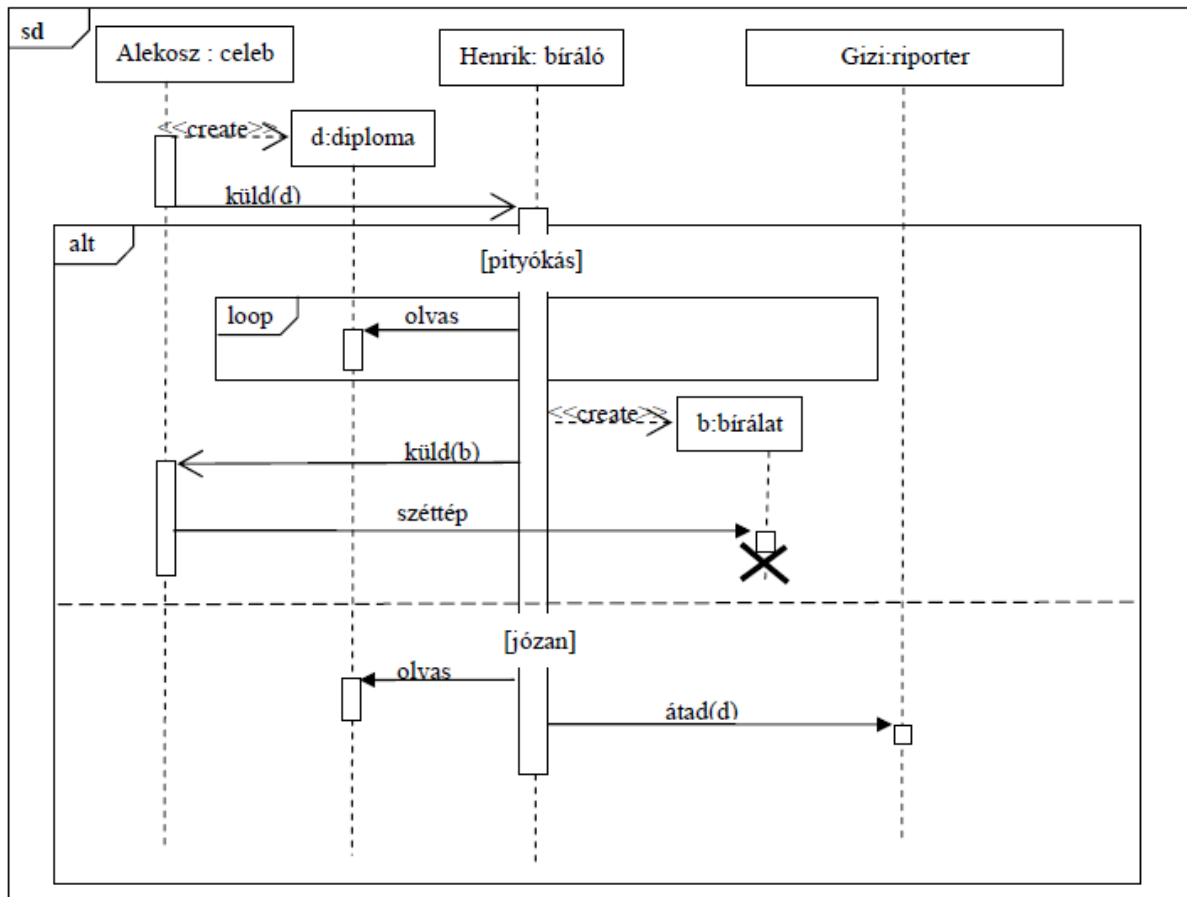 sd
Alekosz : celeb
Henrik: bíráló
Gizi:riporter
<<create>>
d:diploma
küld(d)
alt
[pityókás]
loop
olvas
<<create>>
b:bírálat
küld(b)
széttép
[józan]
olvas
átad(d)